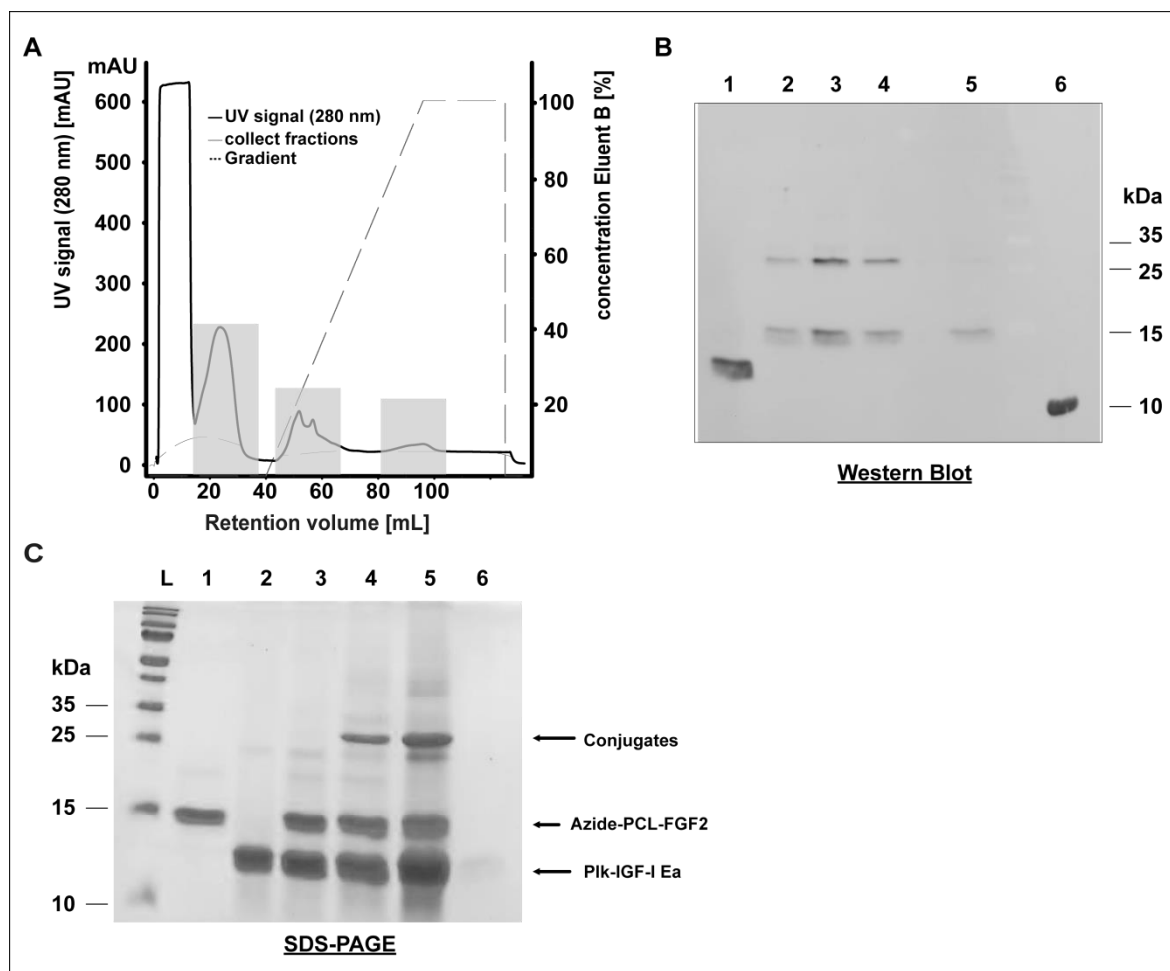 A
mAU
600
500
400
300
200
100
0
UV signal (280 nm) [mAU]
UV signal (280 nm)
collect fractions
Gradient
100
80
60
40
20
concentration Eluent B [%]
0 20 40 60 80 100
Retention volume [mL]
B
1 2 3 4 5 6
kDa
35
25
15
10
Western Blot
C
L 1 2 3 4 5 6
kDa
35
25
15
10
Conjugates
Azide-PCL-FGF2
Plk-IGF-I Ea
SDS-PAGE